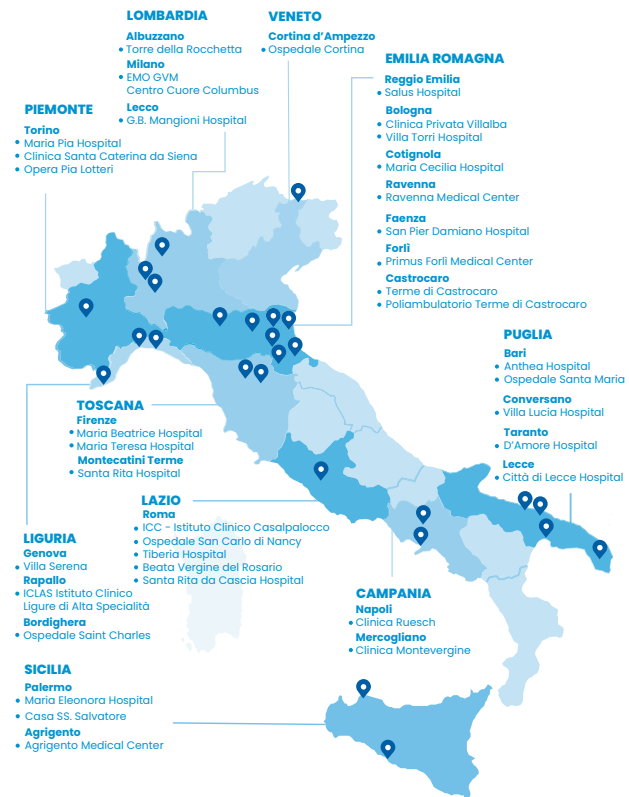 LOMBARDIA
Albuzzano
• Torre della Rocchetta
Milano
• EMO GVM
Centro Cuore Columbus
Lecco
• G.B. Mangioni Hospital
VENETO
Cortina d’Ampezzo
• Ospedale Cortina
EMILIA ROMAGNA
Reggio Emilia
• Salus Hospital
Bologna
• Clinica Privata Villalba
• Villa Torri Hospital
Cotignola
• Maria Cecilia Hospital
Ravenna
• Ravenna Medical Center
Faenza
• San Pier Damiano Hospital
Forlì
• Primus Forlì Medical Center
Castrocaro
• Terme di Castrocaro
• Poliambulatorio Terme di Castrocaro
PIEMONTE
Torino
• Maria Pia Hospital
• Clinica Santa Caterina da Siena
• Opera Pia Lotteri
PUGLIA
Bari
• Anthea Hospital
• Ospedale Santa Maria
Conversano
• Villa Lucia Hospital
Taranto
• D’Amore Hospital
Lecce
• Città di Lecce Hospital
TOSCANA
Firenze
• Maria Beatrice Hospital
• Maria Teresa Hospital
Montecatini Terme
• Santa Rita Hospital
LAZIO
Roma
• ICC - Istituto Clinico Casalpalocco
• Ospedale San Carlo di Nancy
• Tiberia Hospital
• Beata Vergine del Rosario
• Santa Rita da Cascia Hospital
LIGURIA
Genova
• Villa Serena
Rapallo
• ICLAS Istituto Clinico
Ligure di Alta Specialità
Bordighera
• Ospedale Saint Charles
CAMPANIA
Napoli
• Clinica Ruesch
Mercogliano
• Clinica Montevergine
SICILIA
Palermo
• Maria Eleonora Hospital
• Casa SS. Salvatore
Agrigento
• Agrigento Medical Center